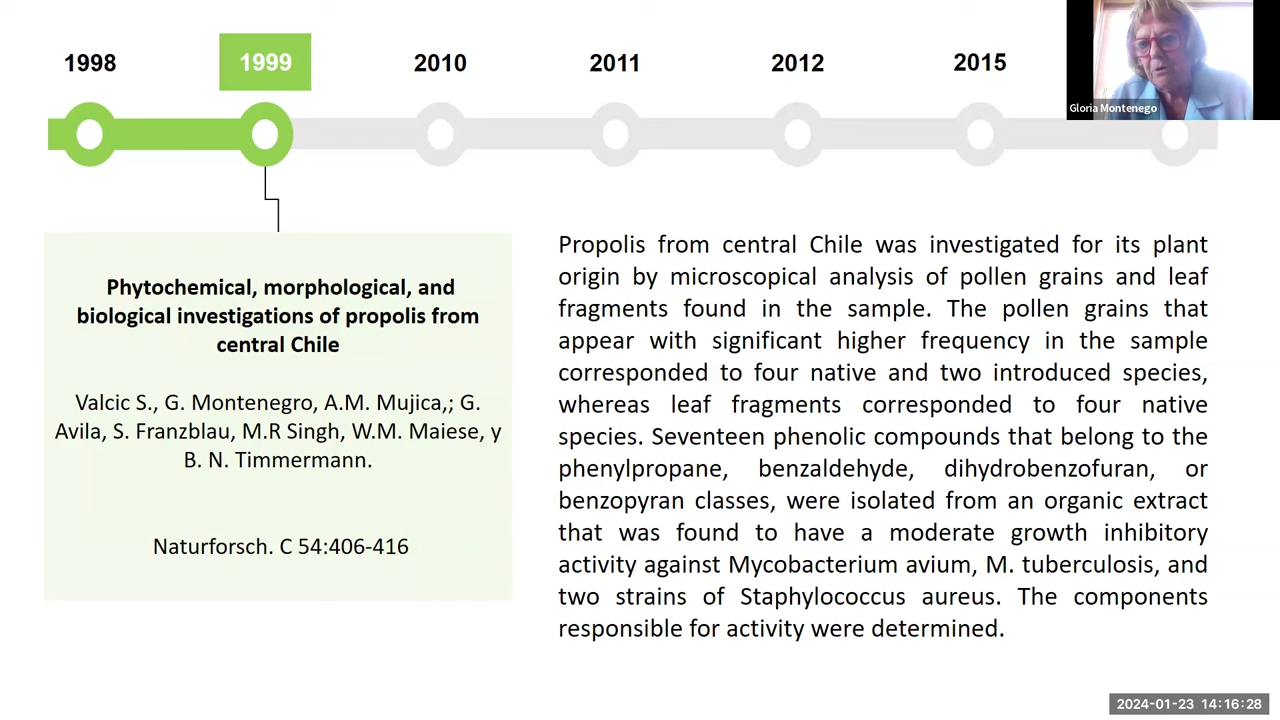 1998 1999 2010 2011 2012 2015
Gloria Montenego
Phytochemical, morphological, and
biological investigations of propolis from
central Chile
Valcic S., G. Montenegro, A.M. Mujica,; G.
Avila, S. Franzblau, M.R Singh, W.M. Maiese, y
B. N. Timmermann.
Naturforsch. C 54:406-416
Propolis from central Chile was investigated for its plant
origin by microscopical analysis of pollen grains and leaf
fragments found in the sample. The pollen grains that
appear with significant higher frequency in the sample
corresponded to four native and two introduced species,
whereas leaf fragments corresponded to four native
species. Seventeen phenolic compounds that belong to the
phenylpropane, benzaldehyde, dihydrobenzofuran, or
benzopyran classes, were isolated from an organic extract
that was found to have a moderate growth inhibitory
activity against Mycobacterium avium, M. tuberculosis, and
two strains of Staphylococcus aureus. The components
responsible for activity were determined.
2024-01-23 14:16:28